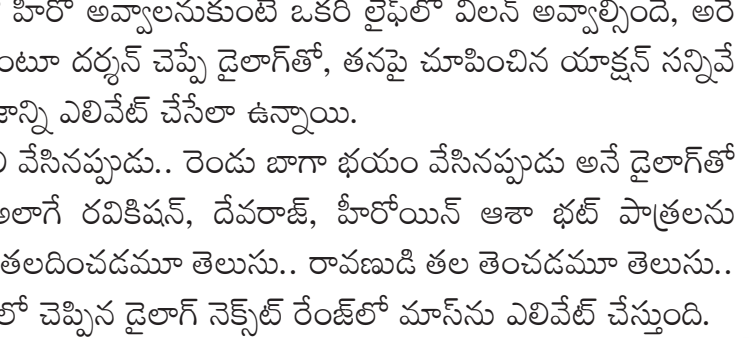 హీరో అవ్వాలనుకుంటే ఒకరి లైఫ్‌లో విలన్ అవ్వాల్సిందే, అరే
ంటూ దర్శన్ చెప్పే డైలాగ్‌తో, తనపై చూపించిన యాక్షన్ సన్నివే
జాన్ని ఎలివేట్ చేసేలా ఉన్నాయి.
వేసినప్పుడు.. రెండు బాగా భయం వేసినప్పుడు అనే డైలాగ్‌తో
అలాగే రవికిషన్, దేవరాజ్, హీరోయిన్ ఆశా భట్ పాత్రలను
తలదించడమూ తెలుసు.. రావణుడి తల తెంచడమూ తెలుసు..
లో చెప్పిన డైలాగ్ నెక్స్ట్ రేంజ్‌లో మాస్‌ను ఎలివేట్ చేస్తుంది.